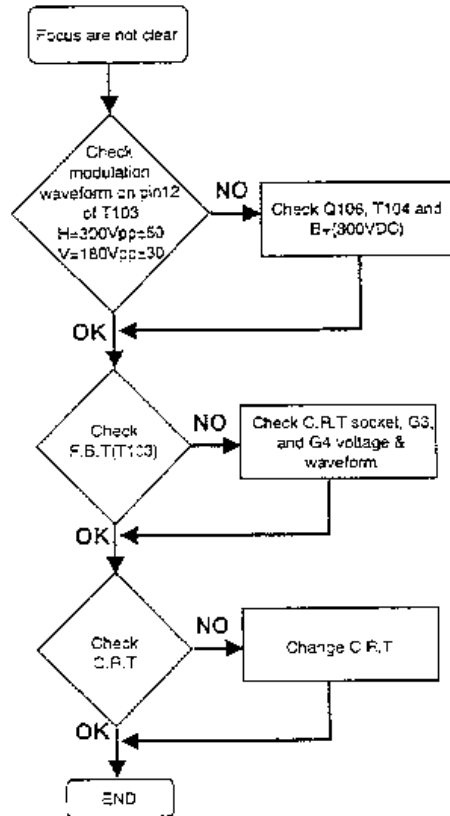 Focus are not clear
Check
modulation
waveform on pin12
of T103
H=300Vpp±50
V=180Vpp±30
NO
Check Q106, T104 and
B+(300VDC)
OK
Check
F.B.T(T103)
NO
Check C.R.T socket, G3,
and G4 voltage &
waveform
OK
Check
C.R.T
NO
Change C.R.T
OK
END